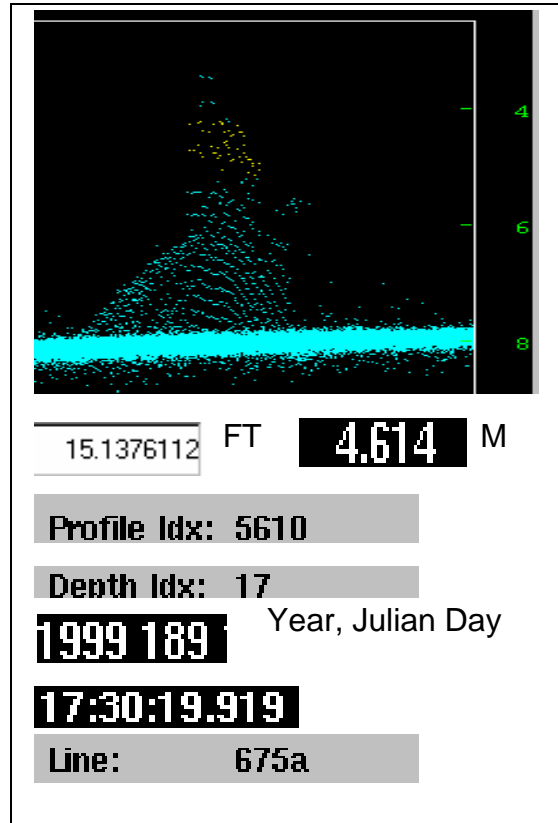 4
6
8
15.1376112 FT 4.614 M
Profile Idx: 5610
Depth Idx: 17
1999 189 Year, Julian Day
17:30:19.919
Line: 675a